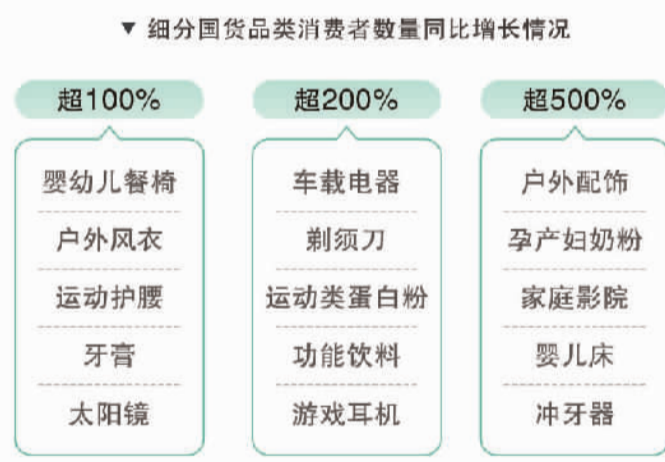 ▼ 细分国货品类消费者数量同比增长情况
超100%
婴幼儿餐椅
户外风衣
运动护腰
牙膏
太阳镜
超200%
车载电器
剃须刀
运动类蛋白粉
功能饮料
游戏耳机
超500%
户外配饰
孕产妇奶粉
家庭影院
婴儿床
冲牙器